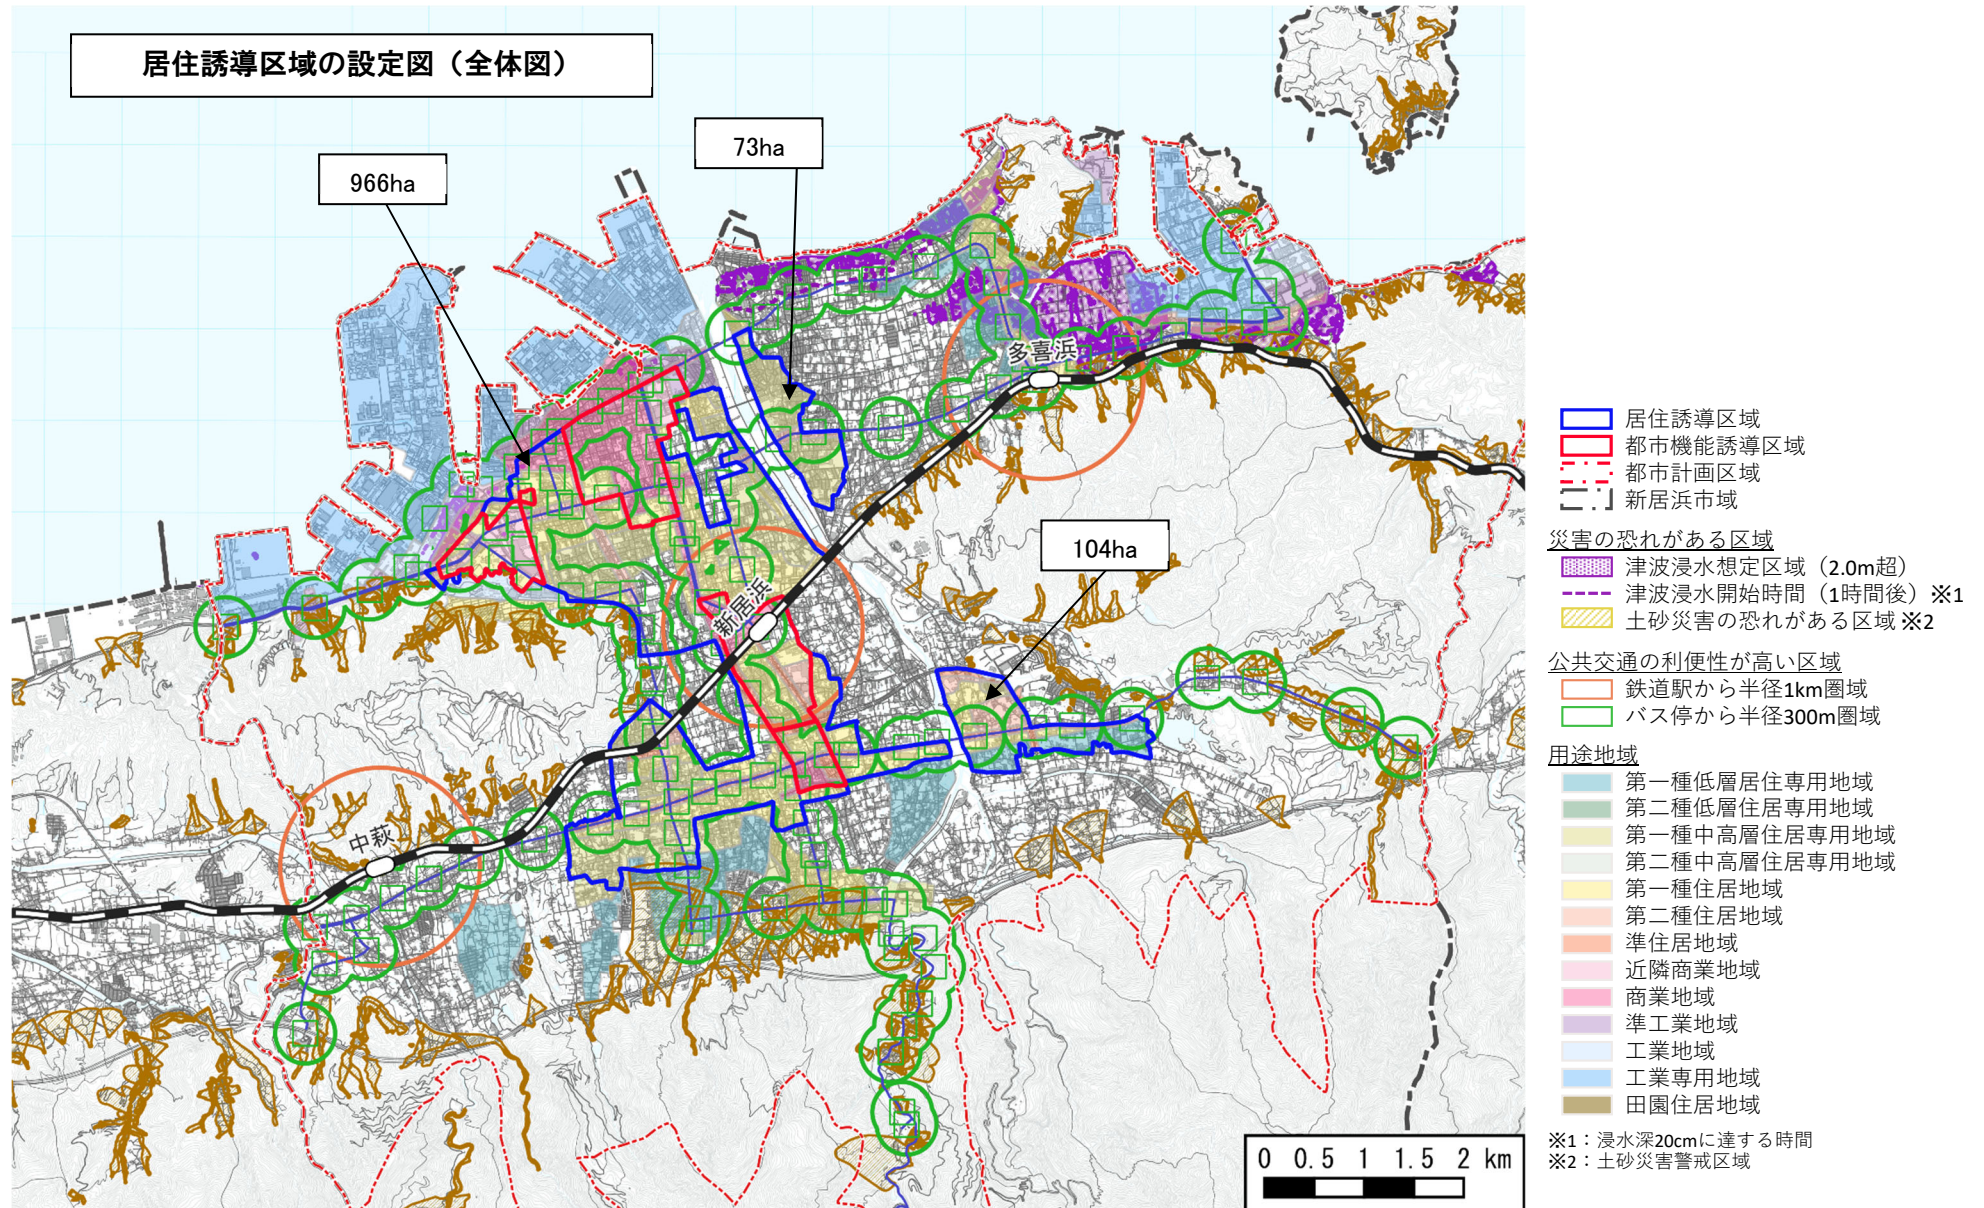 居住誘導区域の設定図（全体図）
966ha
73ha
104ha
多喜浜
新居浜
中萩
居住誘導区域
都市機能誘導区域
都市計画区域
新居浜市域
災害の恐れがある区域
津波浸水想定区域（2.0m超）
津波浸水開始時間（1時間後）※1
土砂災害の恐れがある区域 ※2
公共交通の利便性が高い区域
鉄道駅から半径1km圏域
バス停から半径300m圏域
用途地域
第一種低層居住専用地域
第二種低層住居専用地域
第一種中高層住居専用地域
第二種中高層住居専用地域
第一種住居地域
第二種住居地域
準住居地域
近隣商業地域
商業地域
準工業地域
工業地域
工業専用地域
田園住居地域
※1：浸水深20cmに達する時間
※2：土砂災害警戒区域
0 0.5 1 1.5 2 km